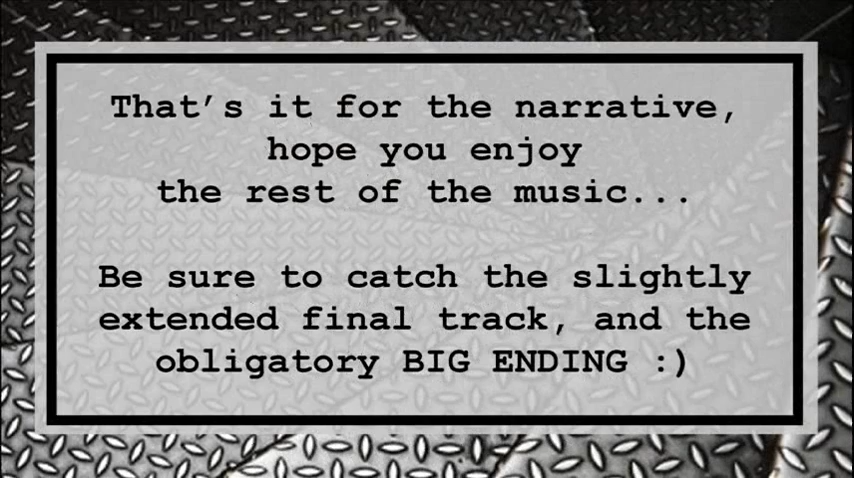 That's it for the narrative,
hope you enjoy
the rest of the music...
Be sure to catch the slightly
extended final track, and the
obligatory BIG ENDING :)